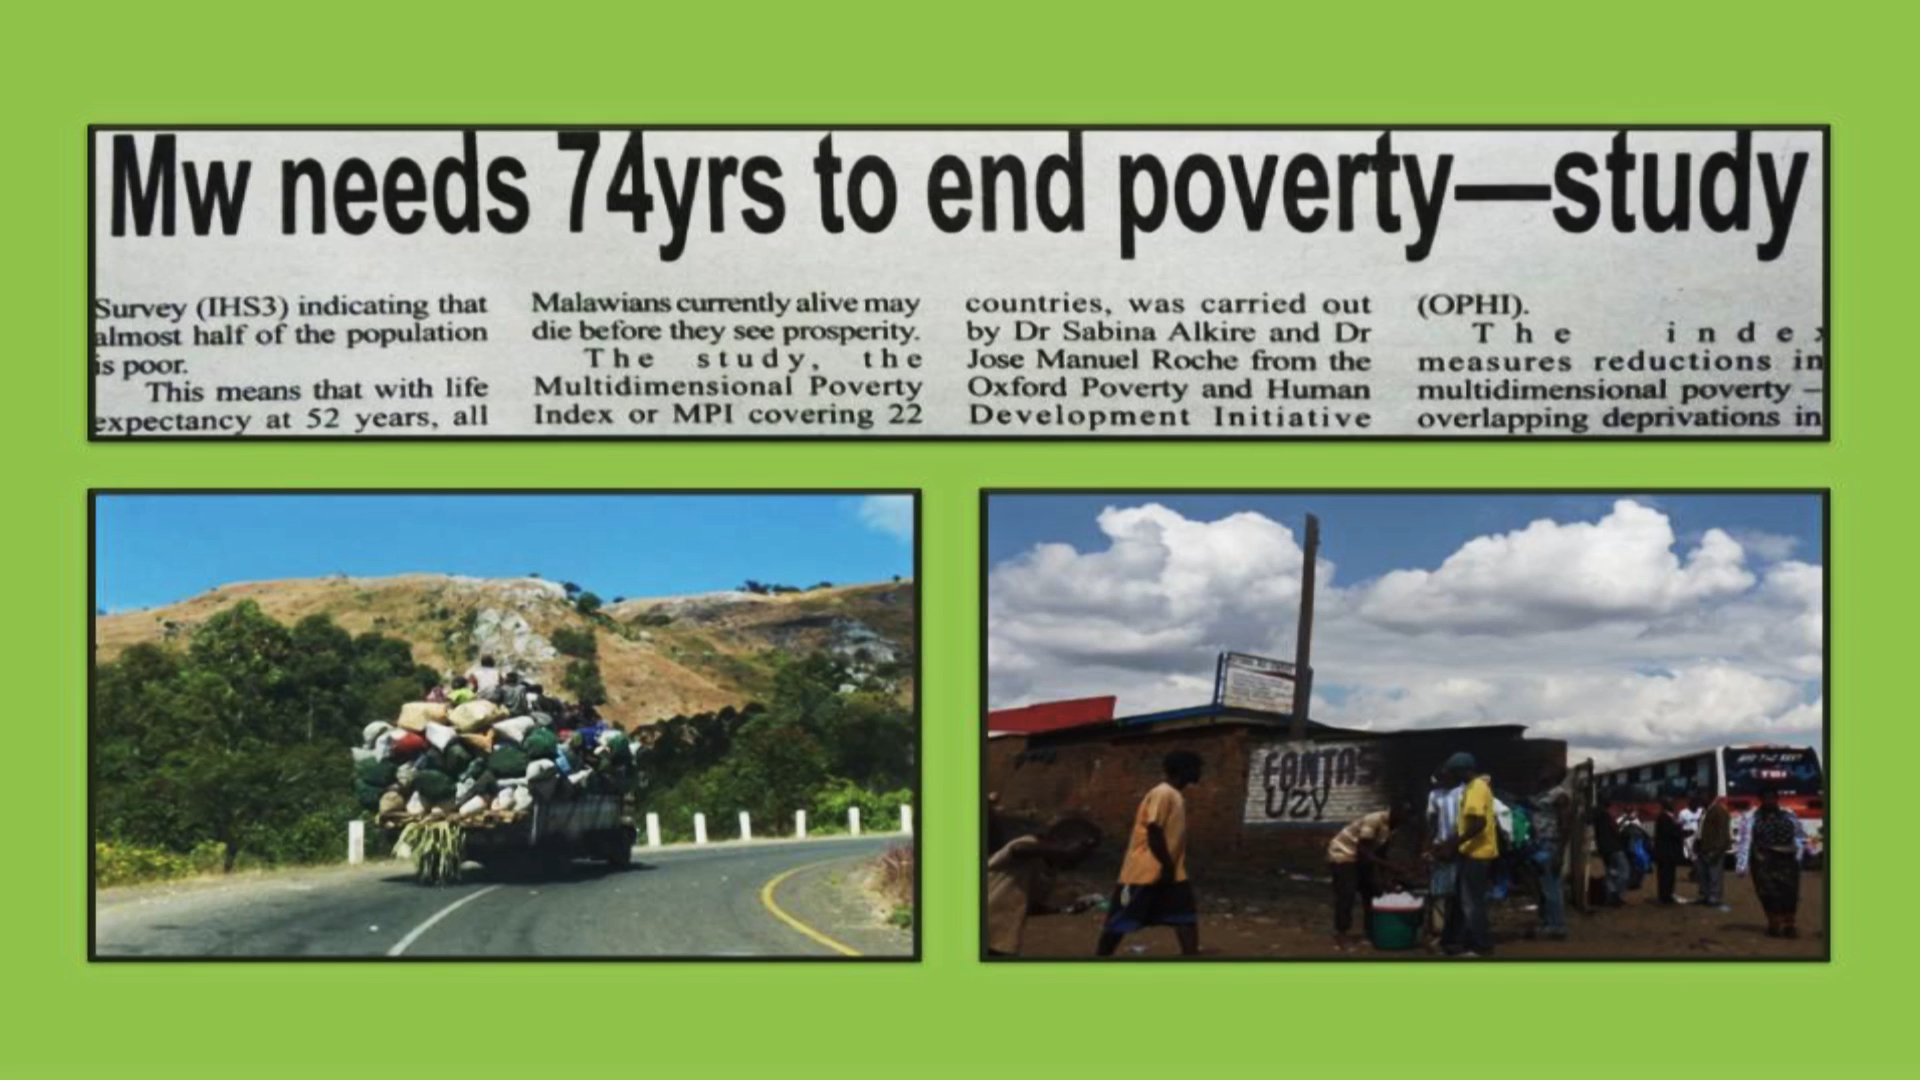 Mw needs 74yrs to end poverty—study
Survey (IHS3) indicating that
almost half of the population
is poor.
This means that with life
expectancy at 52 years, all
Malawians currently alive may
die before they see prosperity.
The study, the
Multidimensional Poverty
Index or MPI covering 22
countries, was carried out
by Dr Sabina Alkire and Dr
Jose Manuel Roche from the
Oxford Poverty and Human
Development Initiative
(OPHI).
The index
measures reductions in
multidimensional poverty –
overlapping deprivations in
FANTAS
UZY